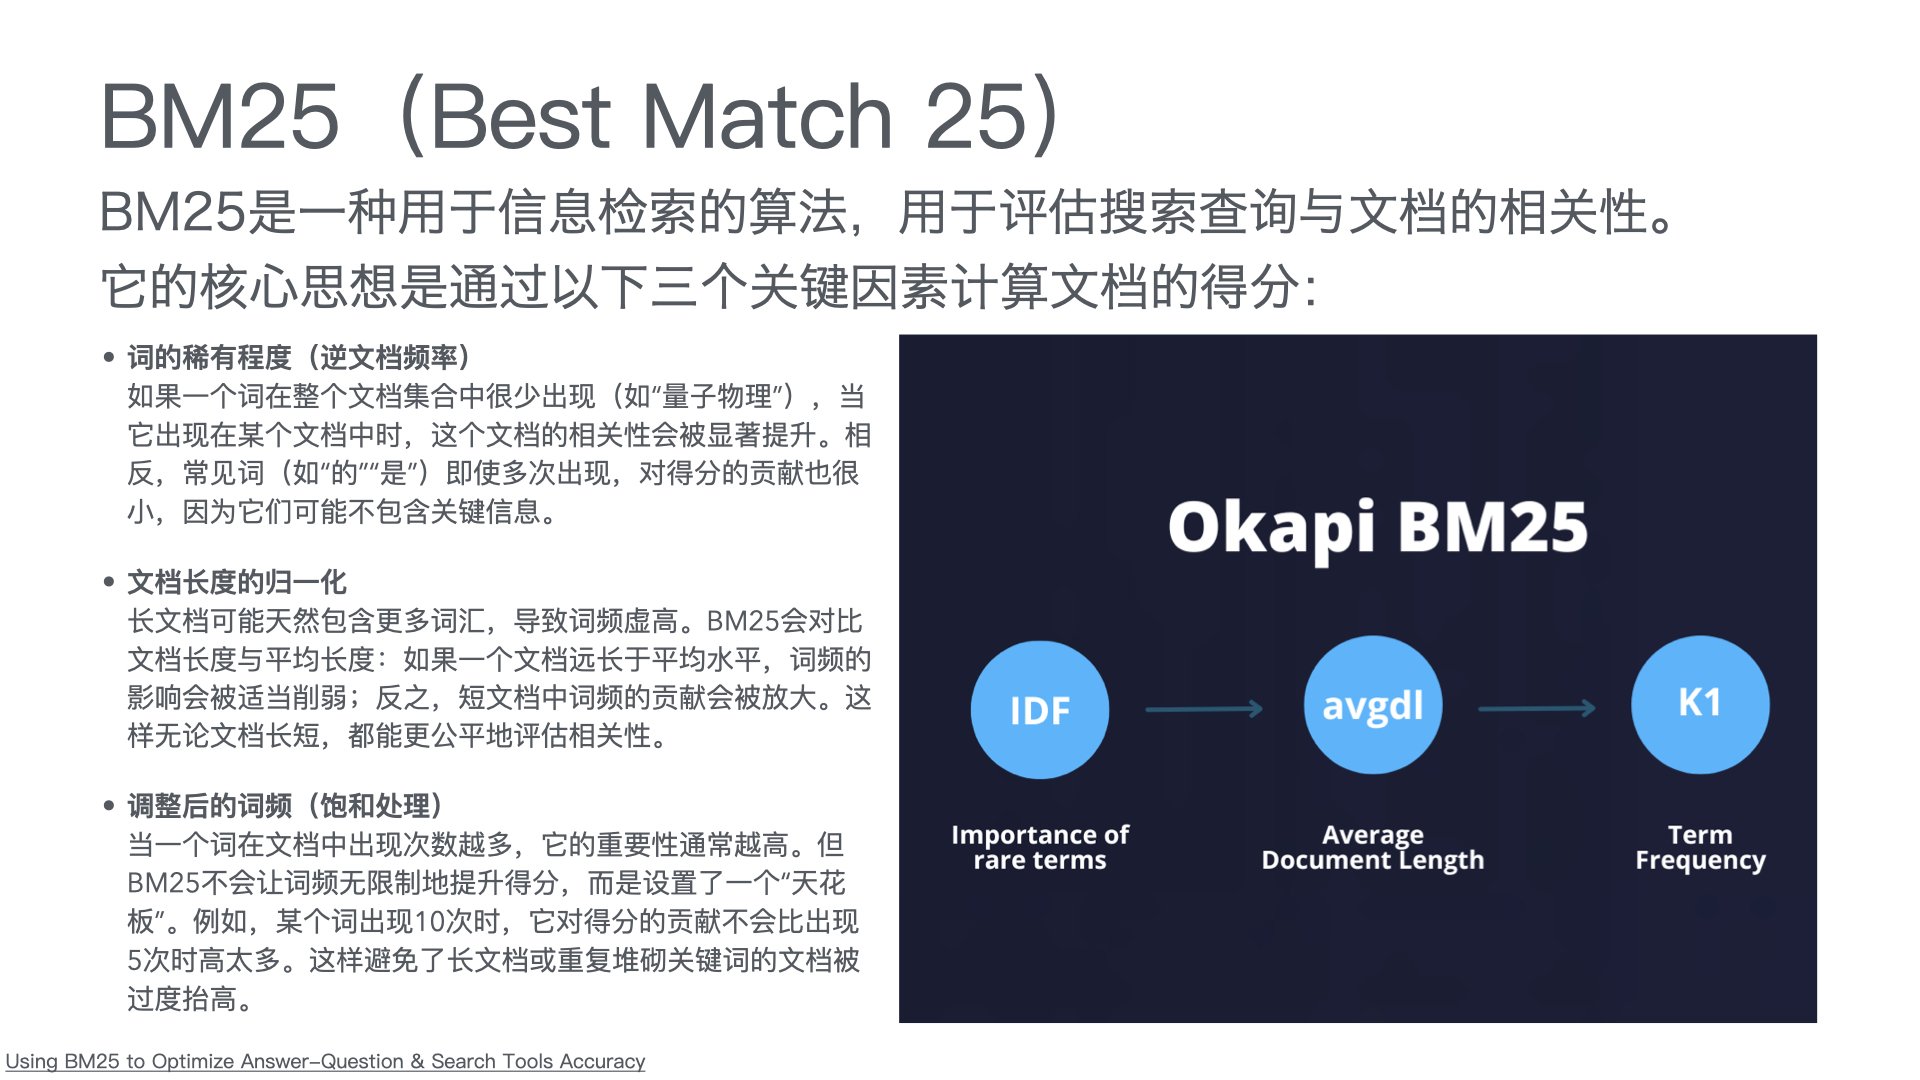 BM25（Best Match 25）
BM25是一种用于信息检索的算法，用于评估搜索查询与文档的相关性。
它的核心思想是通过以下三个关键因素计算文档的得分：
• 词的稀有程度（逆文档频率）
如果一个词在整个文档集合中很少出现（如“量子物理”），当
它出现在某个文档中时，这个文档的相关性会被显著提升。相
反，常见词（如“的”“是”）即使多次出现，对得分的贡献也很
小，因为它们可能不包含关键信息。
• 文档长度的归一化
长文档可能天然包含更多词汇，导致词频虚高。BM25会对比
文档长度与平均长度：如果一个文档远长于平均水平，词频的
影响会被适当削弱；反之，短文档中词频的贡献会被放大。这
样无论文档长短，都能更公平地评估相关性。
• 调整后的词频（饱和处理）
当一个词在文档中出现次数越多，它的重要性通常越高。但
BM25不会让词频无限制地提升得分，而是设置了一个“天花
板”。例如，某个词出现10次时，它对得分的贡献不会比出现
5次时高太多。这样避免了长文档或重复堆砌关键词的文档被
过度抬高。
Okapi BM25
IDF
avgdl
K1
Importance of
rare terms
Average
Document Length
Term
Frequency
Using BM25 to Optimize Answer-Question & Search Tools Accuracy